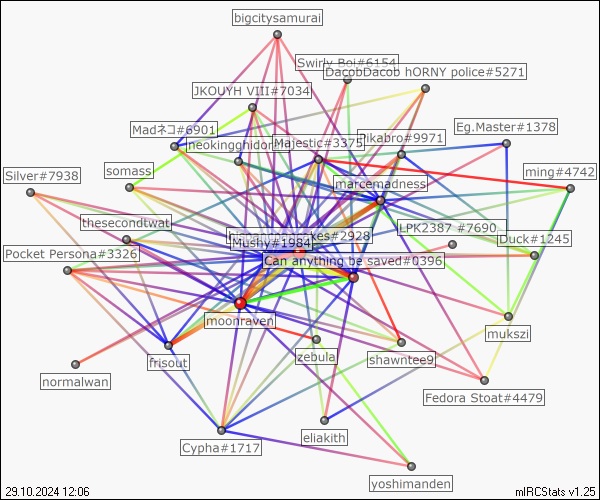 bigcitysamurai
Swirly Boi#6154
DacobDacob hORNY police#5271
JKOUYH VIII#7034
Madネコ#6901
neokingghidor
Majestic#3375
Pikabro#9971
Eg.Master#1378
Silver#7938
somass
marcemadness
ming#4742
thesecondtwat
LPK2387 #7690
Pocket Persona#3326
Mushy#1984
kes#2928
Duck#1245
Can anything be saved#0396
moonraven
mukszi
frisout
zebula
shawntee9
normalwan
Fedora Stoat#4479
Cypha#1717
eliakith
yoshimanden
29.10.2024 12:06
mIRCStats v1.25